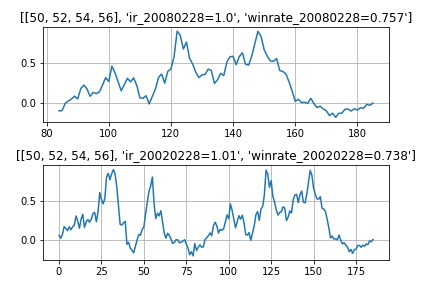 [[50, 52, 54, 56], 'ir_20080228=1.0', 'winrate_20080228=0.757']
0.5
0.0
80 100 120 140 160 180
[[50, 52, 54, 56], 'ir_20020228=1.01', 'winrate_20020228=0.738']
0.5
0.0
0 25 50 75 100 125 150 175